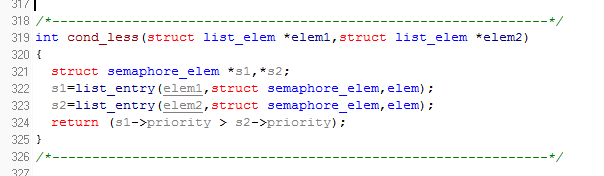 317
318 /*----------------------------------------------------------------*/
319 int cond_less(struct list_elem *elem1,struct list_elem *elem2)
320 {
321 struct semaphore_elem *s1,*s2;
322 s1=list_entry(elem1,struct semaphore_elem,elem);
323 s2=list_entry(elem2,struct semaphore_elem,elem);
324 return (s1->priority > s2->priority);
325 }
326 /*----------------------------------------------------------------*/
327